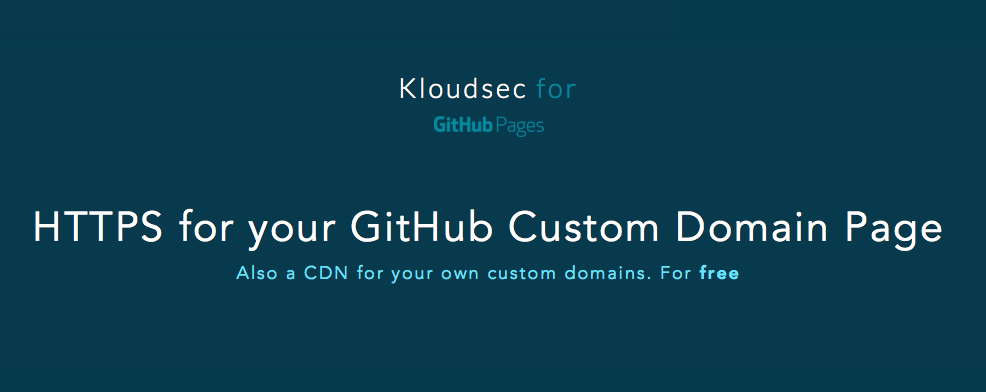 Kloudsec for
GitHub Pages
HTTPS for your GitHub Custom Domain Page
Also a CDN for your own custom domains. For free